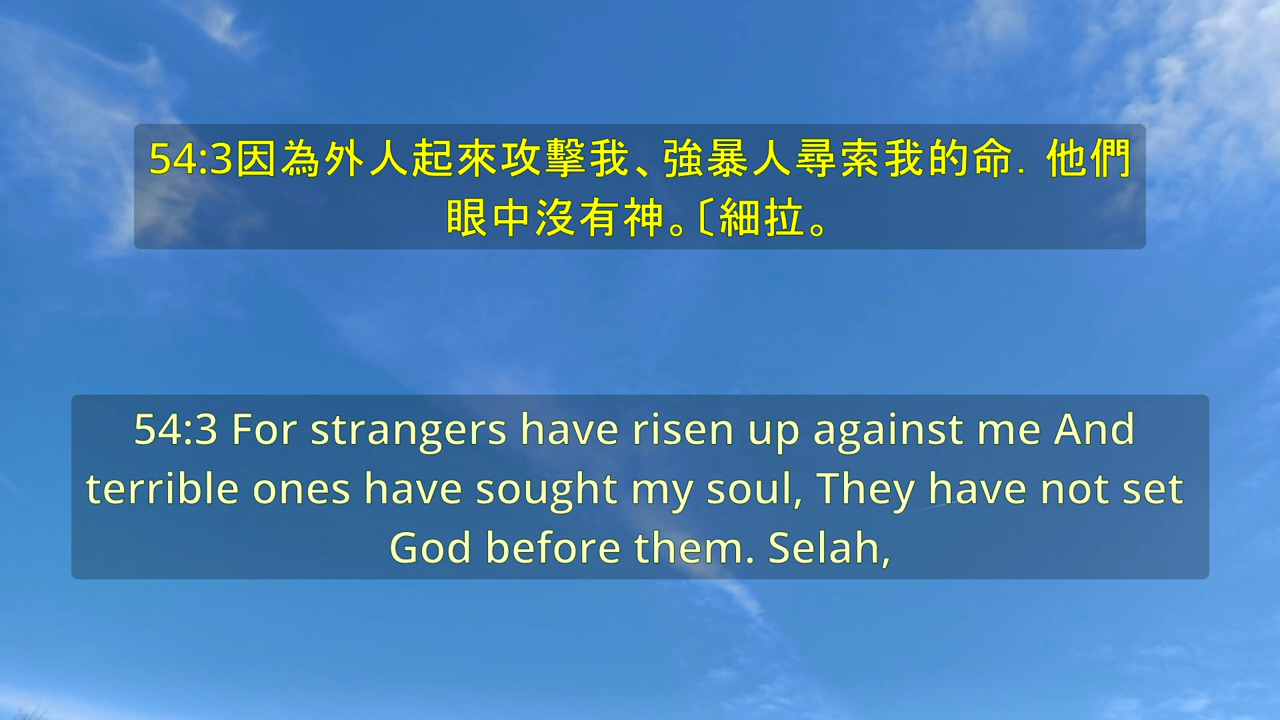 54:3因為外人起來攻擊我、強暴人尋索我的命．他們
眼中沒有神。〔細拉。
54:3 For strangers have risen up against me And
terrible ones have sought my soul, They have not set
God before them. Selah,